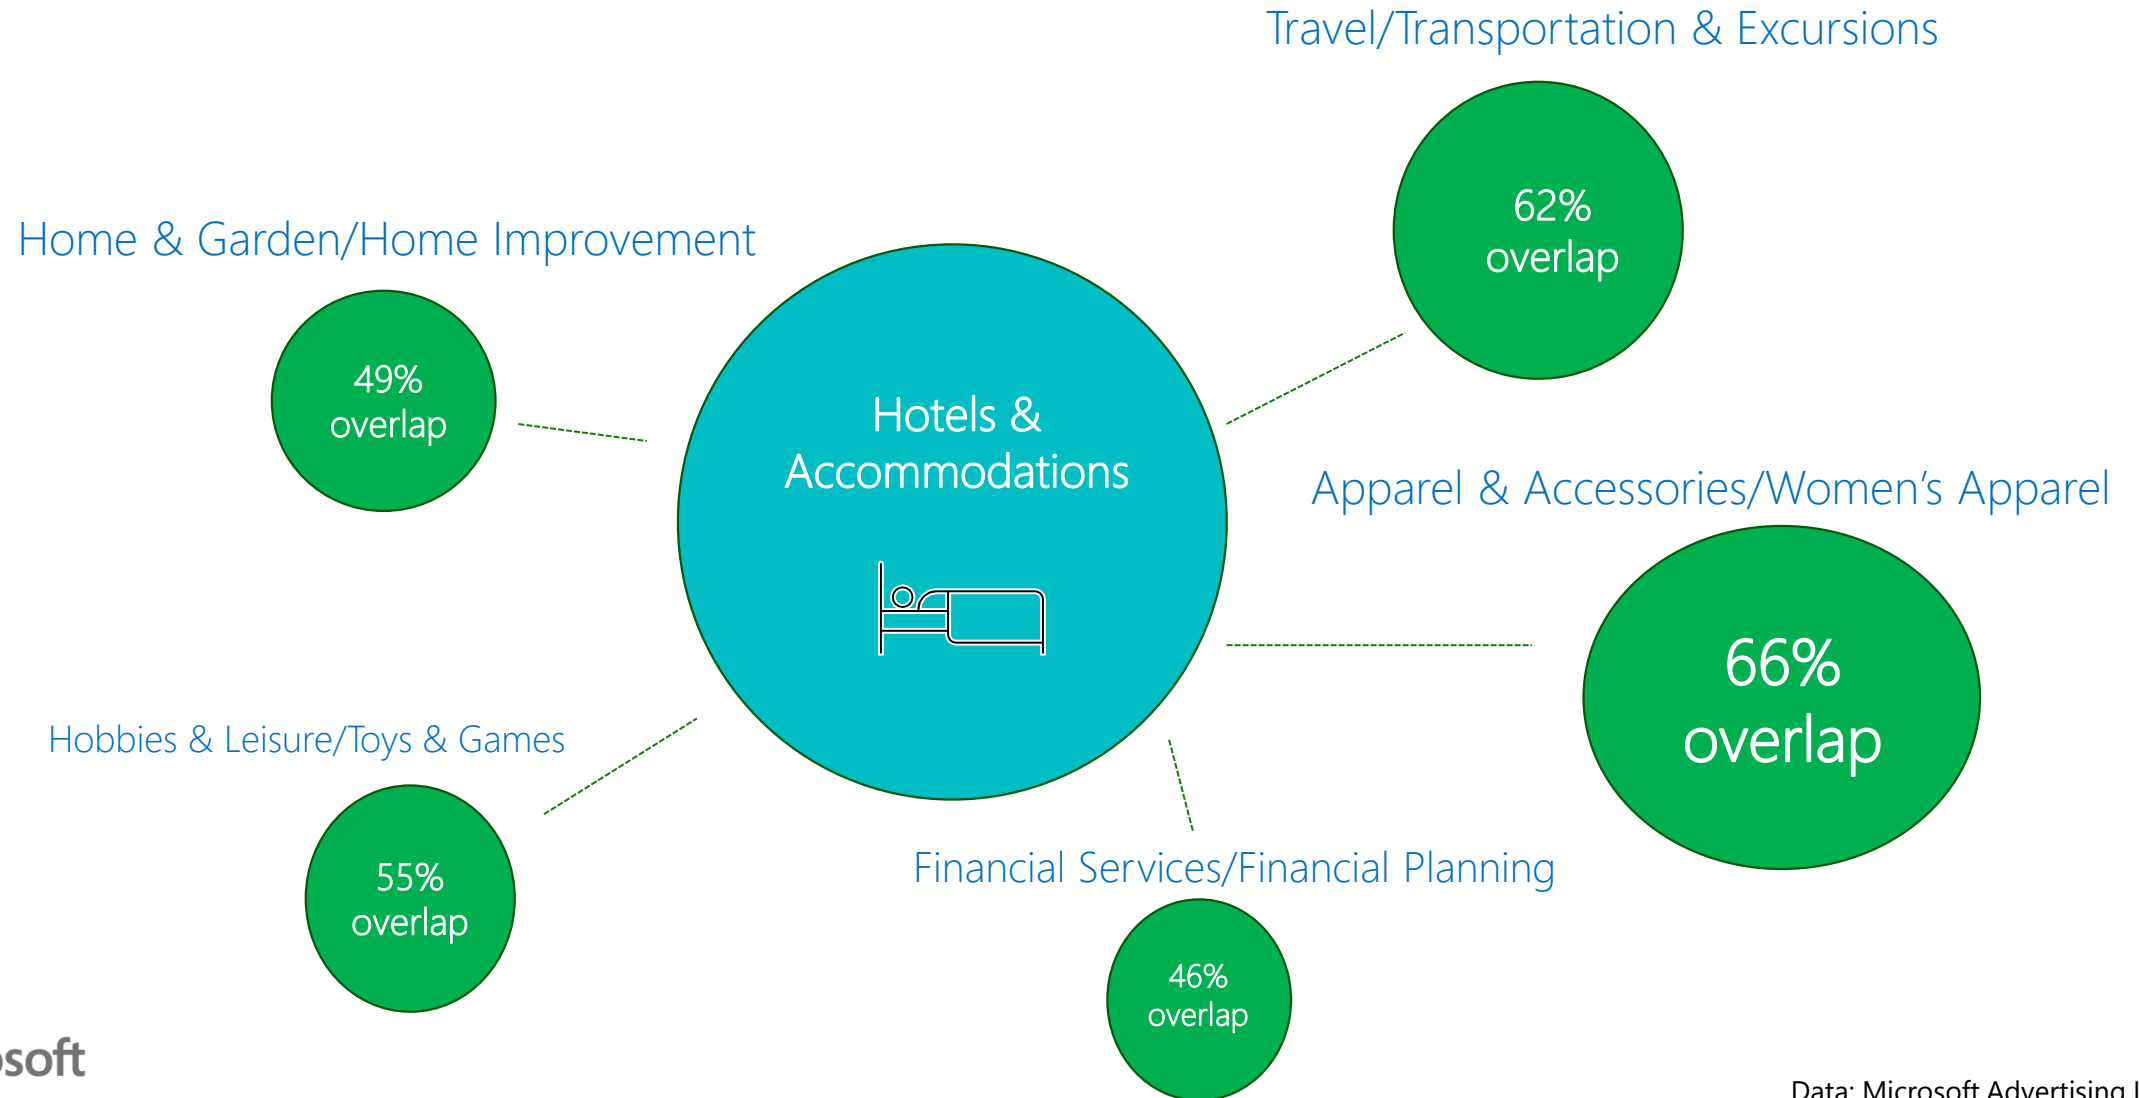 Travel/Transportation & Excursions
62%
overlap
Home & Garden/Home Improvement
49%
overlap
Hotels &
Accommodations
Apparel & Accessories/Women’s Apparel
66%
overlap
Hobbies & Leisure/Toys & Games
55%
overlap
Financial Services/Financial Planning
46%
overlap
osoft
Data: Microsoft Advertising I